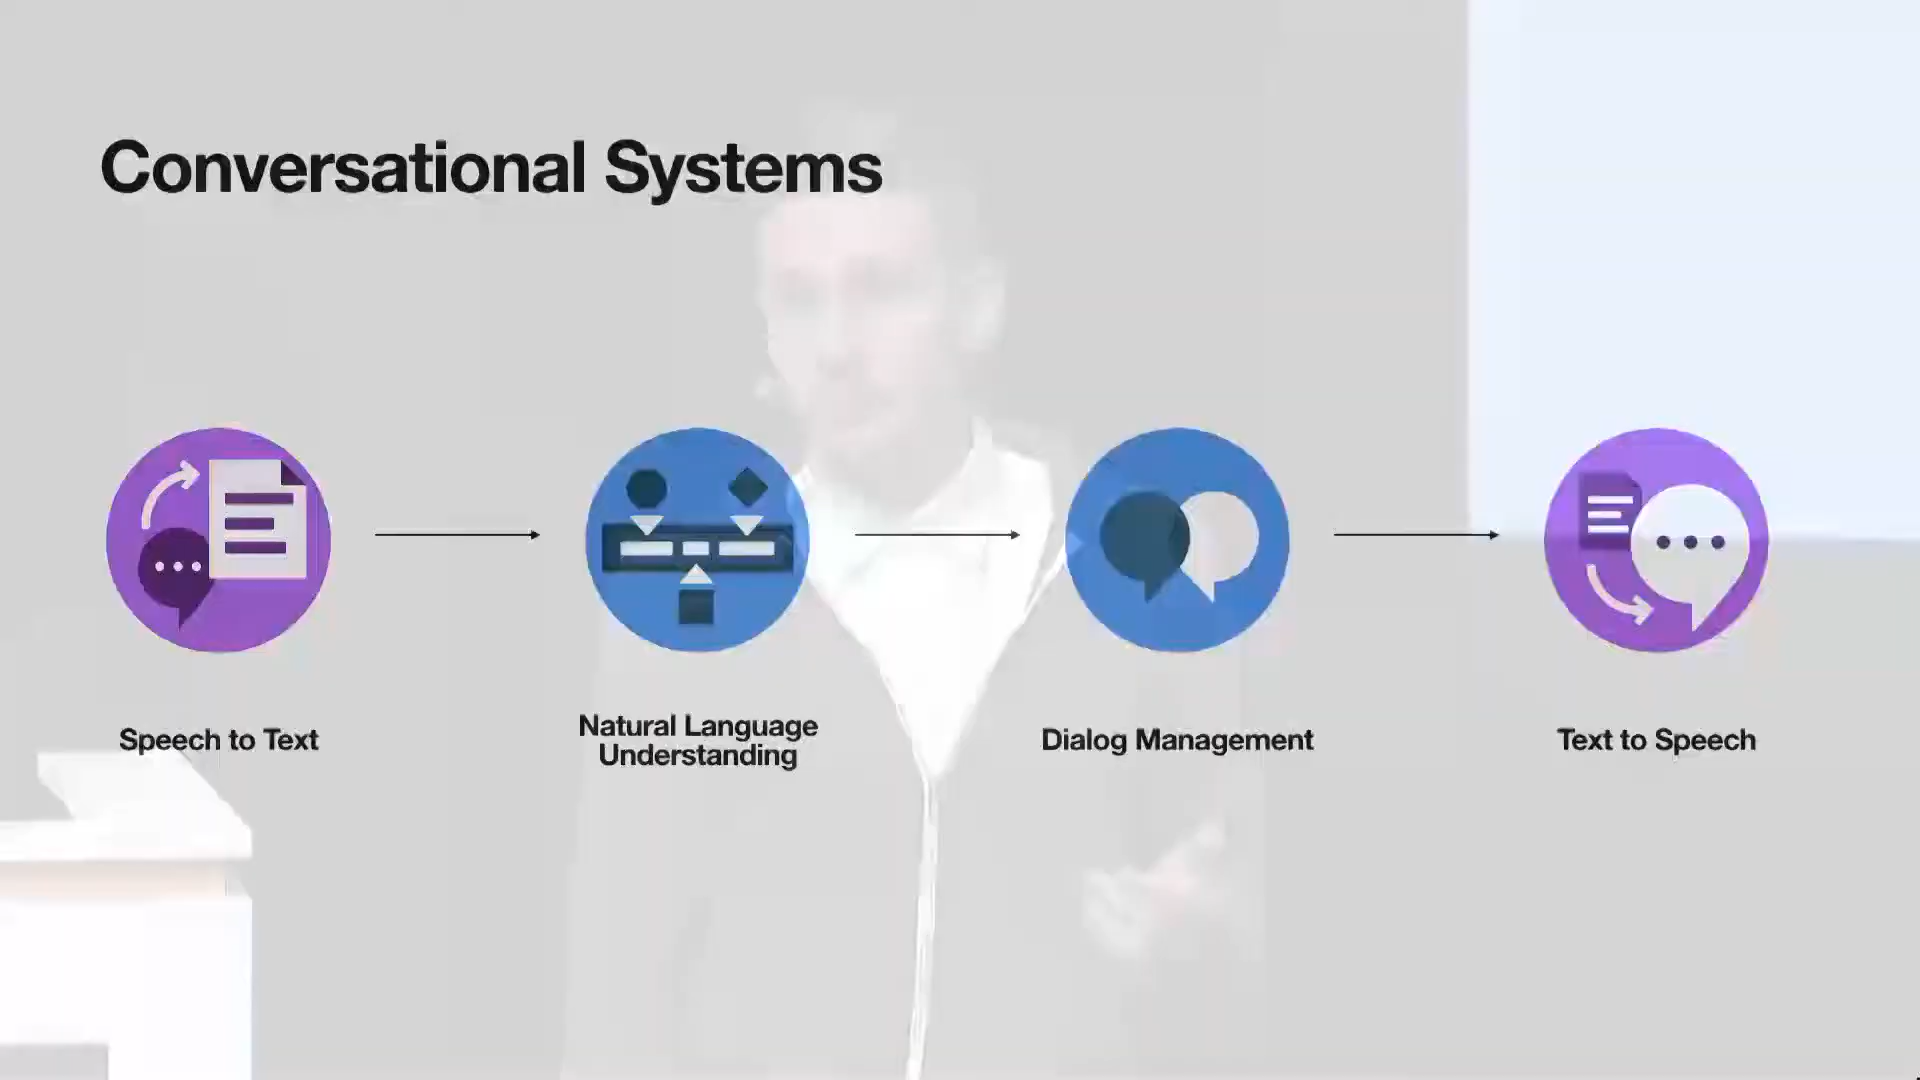 Conversational Systems
Speech to Text
Natural Language
Understanding
Dialog Management
Text to Speech